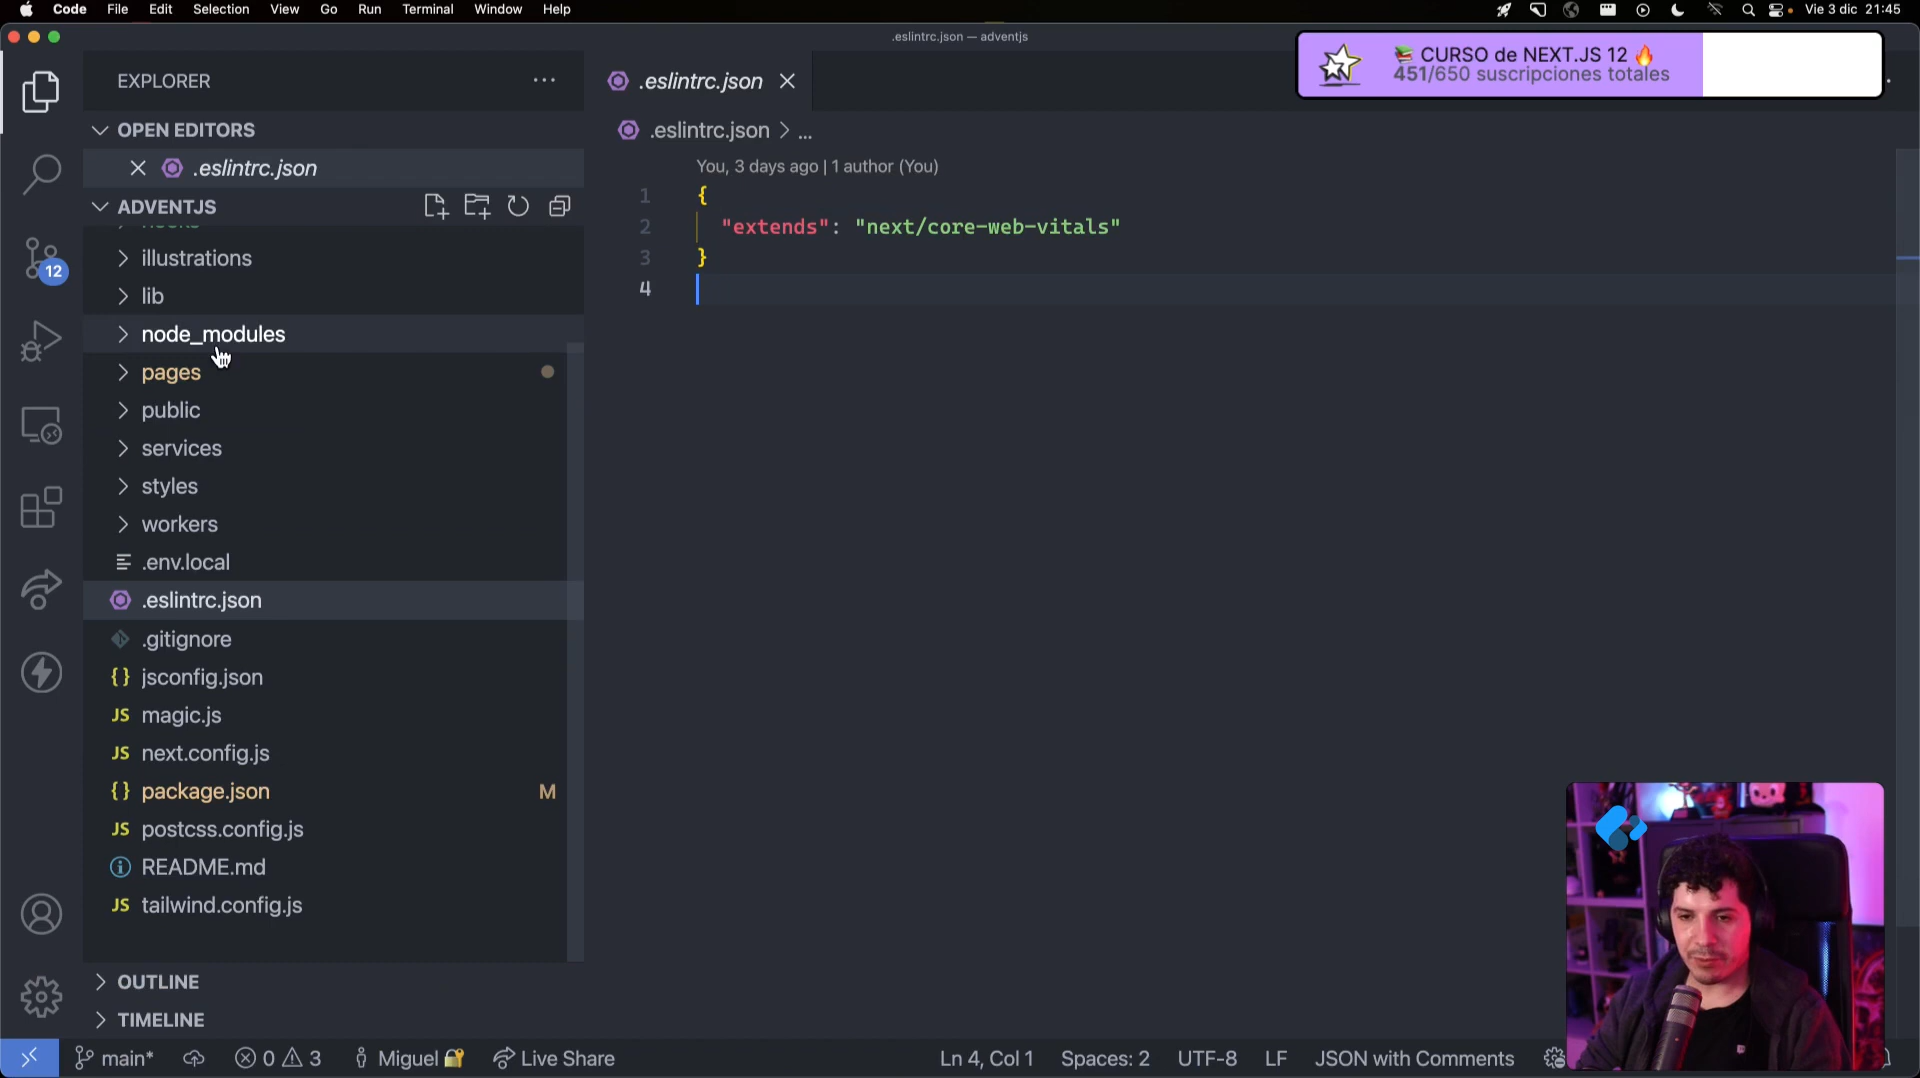 Code File Edit Selection View Go Run Terminal Window Help Vie 3 dic 21:45
.eslintrc.json — adventjs
📚 CURSO de NEXT.JS 12 🔥
451/650 suscripciones totales
EXPLORER
.eslintrc.json
OPEN EDITORS
.eslintrc.json > ...
.eslintrc.json
You, 3 days ago | 1 author (You)
ADVENTJS
1 {
2 "extends": "next/core-web-vitals"
3 }
4
12
hooks
illustrations
lib
node_modules
pages
public
services
styles
workers
.env.local
.eslintrc.json
.gitignore
{} jsconfig.json
JS magic.js
JS next.config.js
{} package.json M
JS postcss.config.js
README.md
JS tailwind.config.js
OUTLINE
TIMELINE
main* 0 3 Miguel 🔐 Live Share Ln 4, Col 1 Spaces: 2 UTF-8 LF JSON with Comments